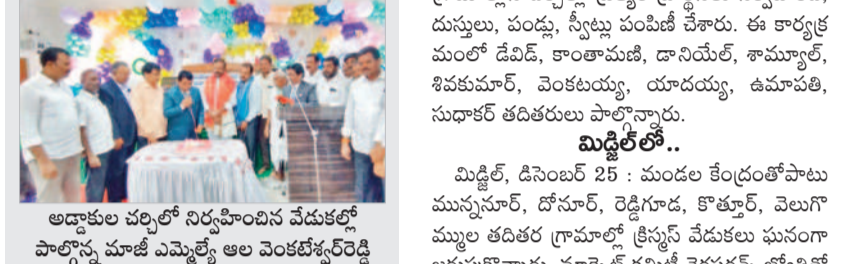 అడ్డాకుల చర్చిలో నిర్వహించిన వేడుకల్లో
పాల్గొన్న మాజీ ఎమ్మెల్యే ఆల వెంకటేశ్వర్‌రెడ్డి
దుస్తులు, పండ్లు, స్వీట్లు పంపిణీ చేశారు. ఈ కార్యక్ర
మంలో డేవిడ్, కాంతామణి, డానియేల్, శామ్యూల్,
శివకుమార్, వెంకటయ్య, యాదయ్య, ఉమాపతి,
సుధాకర్ తదితరులు పాల్గొన్నారు.
మిడ్జిల్‌లో..
మిడ్జిల్, డిసెంబర్ 25 : మండల కేంద్రంతోపాటు
మున్ననూర్, దోనూర్, రెడ్డిగూడ, కొత్తూర్, వెలుగొ
మ్ముల తదితర గ్రామాల్లో క్రిస్మస్ వేడుకలు ఘనంగా